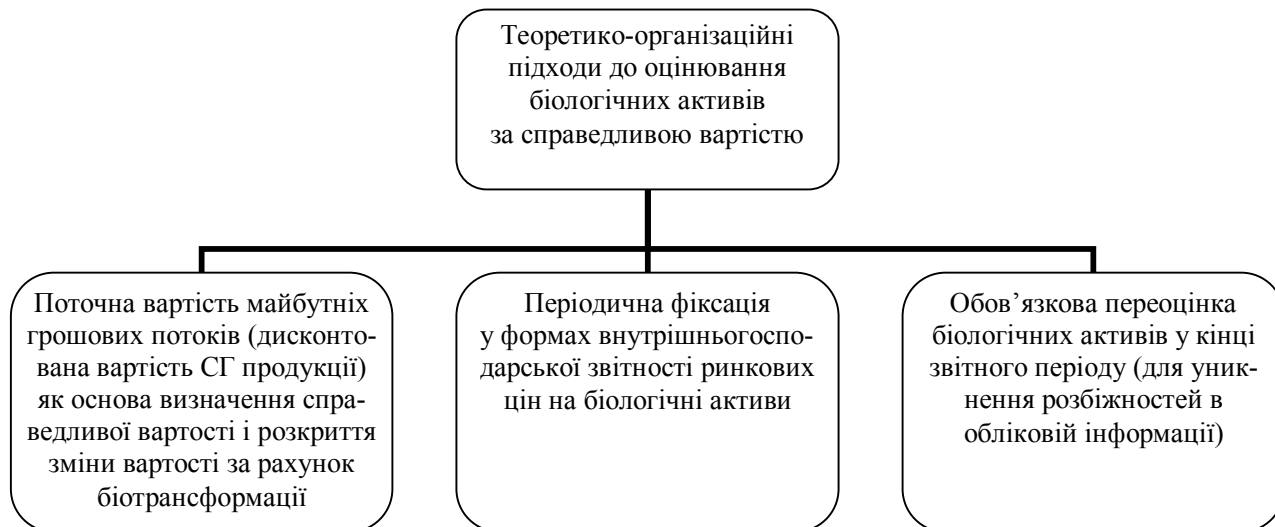 Теоретико-організаційні
підходи до оцінювання
біологічних активів
за справедливою вартістю
Поточна вартість майбутніх
грошових потоків (дисконто-
вана вартість СГ продукції)
як основа визначення спра-
ведливої вартості і розкриття
зміни вартості за рахунок
біотрансформації
Періодична фіксація
у формах внутрішньогоспо-
дарської звітності ринкових
цін на біологічні активи
Обов’язкова переоцінка
біологічних активів у кінці
звітного періоду (для уник-
нення розбіжностей в
обліковій інформації)